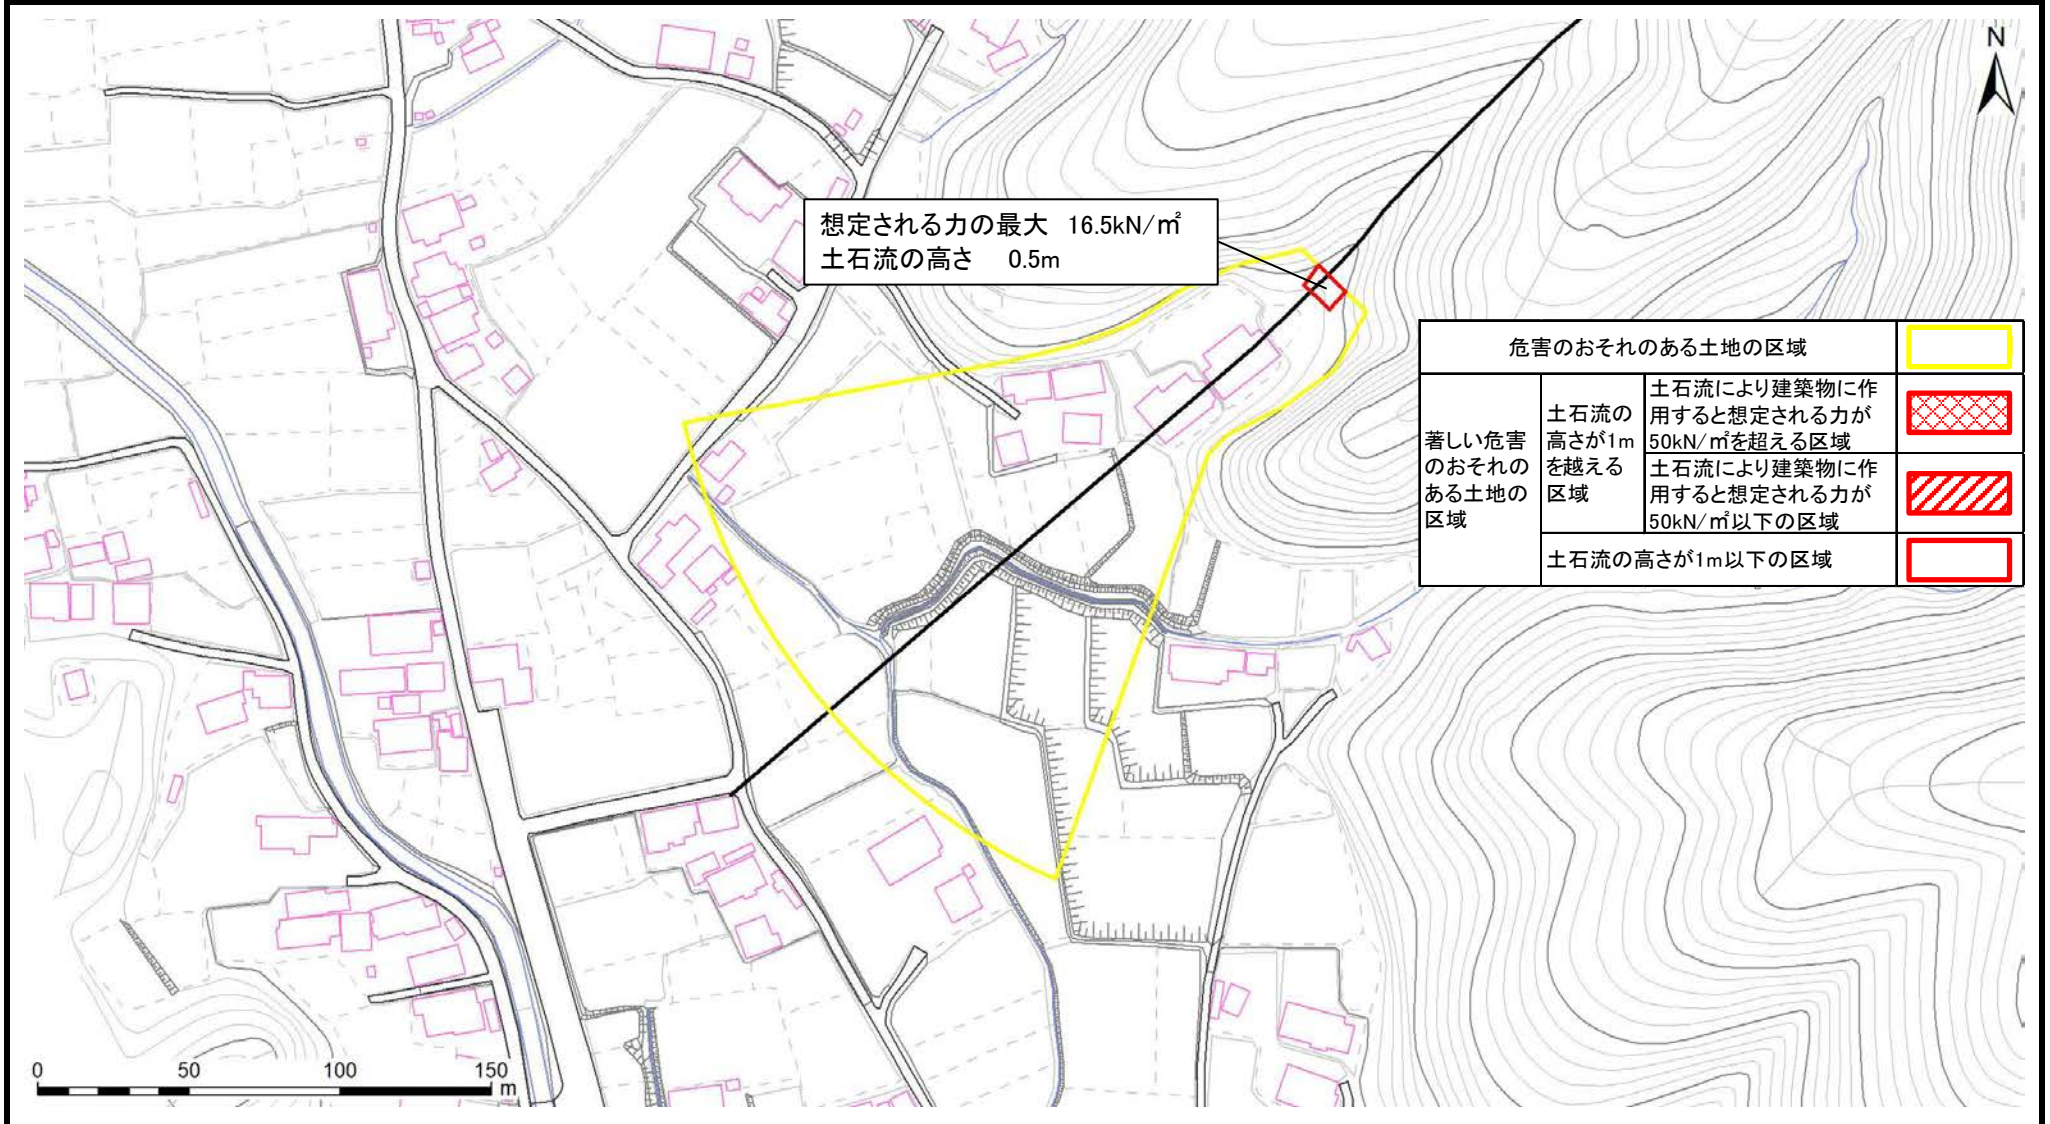 N
想定される力の最大 16.5kN/㎡
土石流の高さ 0.5m
危害のおそれのある土地の区域
著しい危害
のおそれの
ある土地の
区域
土石流の
高さが1m
を越える
区域
土石流により建築物に作
用すると想定される力が
50kN/㎡を超える区域
土石流により建築物に作
用すると想定される力が
50kN/㎡以下の区域
土石流の高さが1m以下の区域
0 50 100 150
m